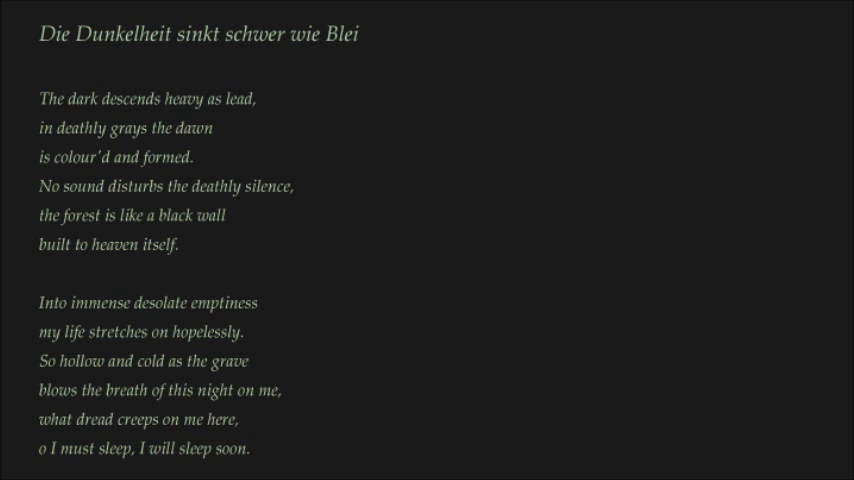 Die Dunkelheit sinkt schwer wie Blei
The dark descends heavy as lead,
in deathly grays the dawn
is colour'd and formed.
No sound disturbs the deathly silence,
the forest is like a black wall
built to heaven itself.
Into immense desolate emptiness
my life stretches on hopelessly.
So hollow and cold as the grave
blows the breath of this night on me,
what dread creeps on me here,
o I must sleep, I will sleep soon.